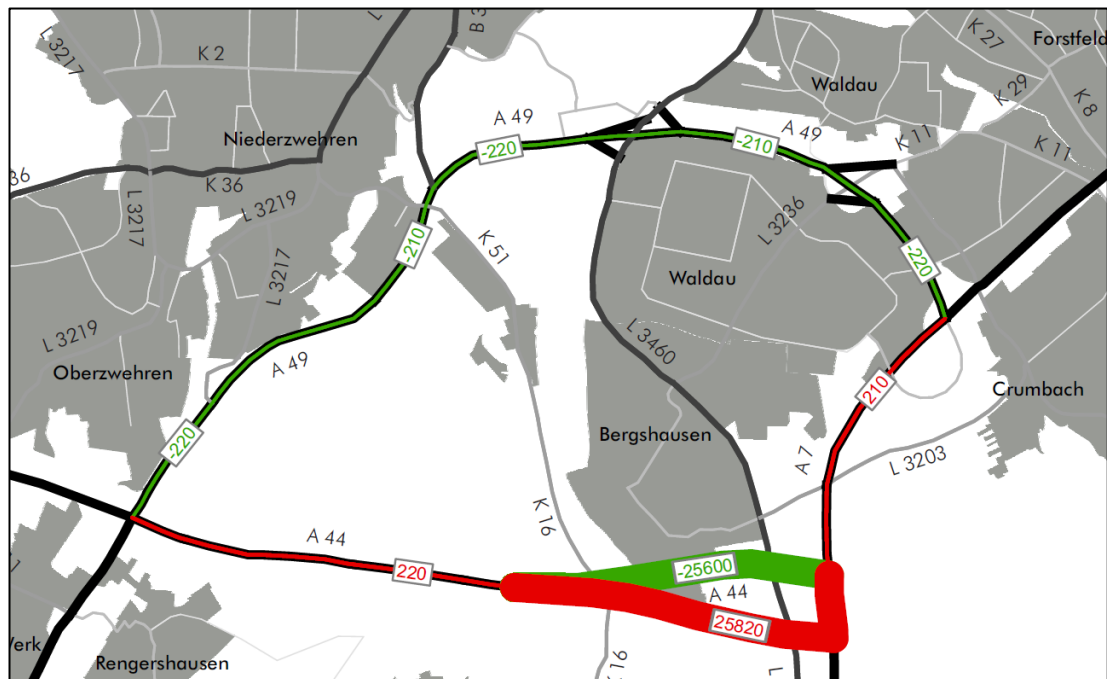 L 3217
K 2
L
B 3
K 27
Forstfeld
Waldau
K 29
K 8
A 49
A 49
Niederzwehren
-220
-210
K 11
K 11
36
K 36
L 3219
L 3217
-210
L 3236
K 51
L 3217
-220
Waldau
L 3219
L 3460
A 49
Oberzwehren
210
Crumbach
Bergshausen
-220
A 7
L 3203
K 16
A 44
220
-25600
A 44
25820
Werk
Rengershausen
16
L